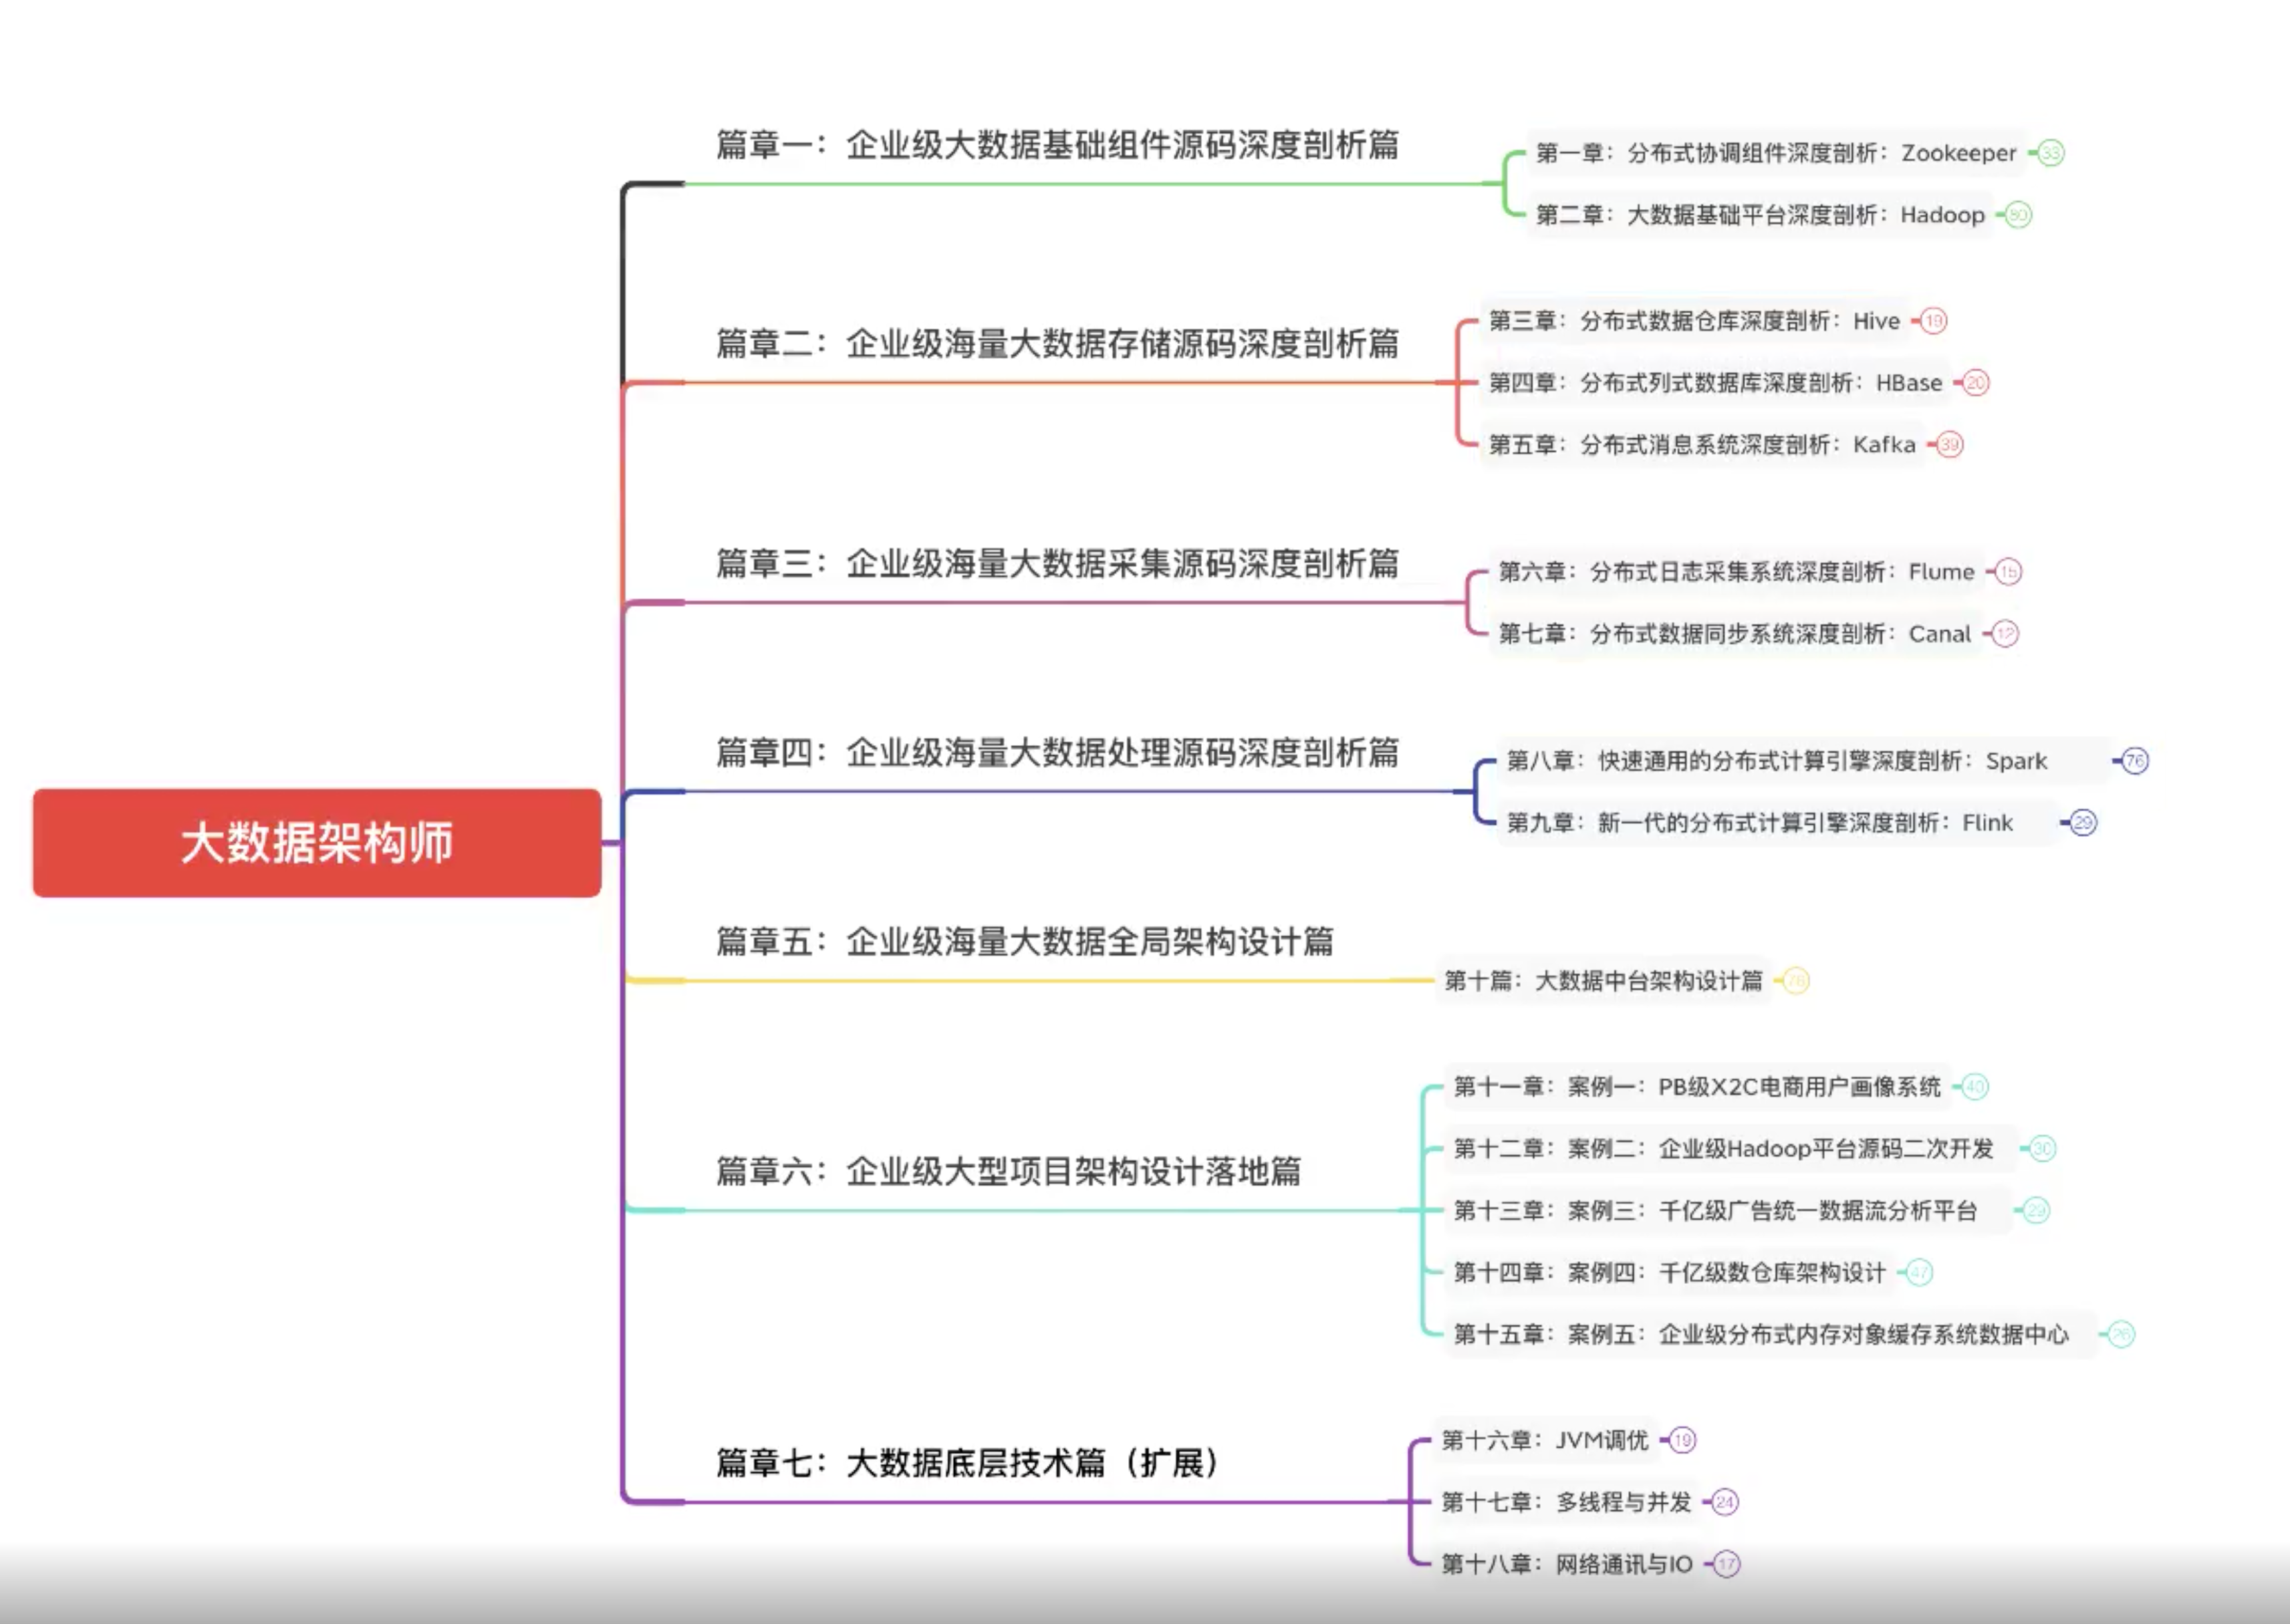 大数据架构师
篇章一：企业级大数据基础组件源码深度剖析篇
第一章：分布式协调组件深度剖析：Zookeeper 33
第二章：大数据基础平台深度剖析：Hadoop 80
篇章二：企业级海量大数据存储源码深度剖析篇
第三章：分布式数据仓库深度剖析：Hive 19
第四章：分布式列式数据库深度剖析：HBase 20
第五章：分布式消息系统深度剖析：Kafka 39
篇章三：企业级海量大数据采集源码深度剖析篇
第六章：分布式日志采集系统深度剖析：Flume 15
第七章：分布式数据同步系统深度剖析：Canal 12
篇章四：企业级海量大数据处理源码深度剖析篇
第八章：快速通用的分布式计算引擎深度剖析：Spark 76
第九章：新一代的分布式计算引擎深度剖析：Flink 29
篇章五：企业级海量大数据全局架构设计篇
第十篇：大数据中台架构设计篇
篇章六：企业级大型项目架构设计落地篇
第十一章：案例一：PB级X2C电商用户画像系统 40
第十二章：案例二：企业级Hadoop平台源码二次开发 30
第十三章：案例三：千亿级广告统一数据流分析平台 29
第十四章：案例四：千亿级数仓库架构设计 47
第十五章：案例五：企业级分布式内存对象缓存系统数据中心 26
篇章七：大数据底层技术篇（扩展）
第十六章：JVM调优 19
第十七章：多线程与并发 24
第十八章：网络通讯与IO 17